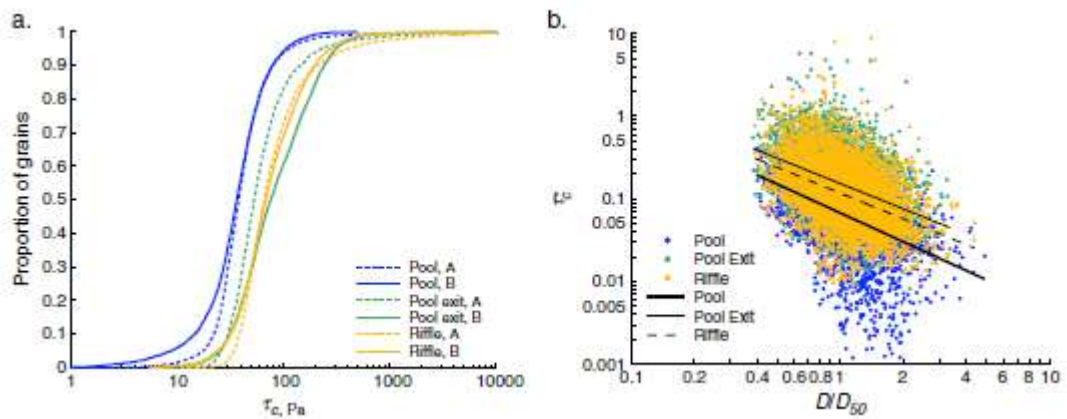 a.
1
0.9
0.8
0.7
0.6
0.5
0.4
0.3
0.2
0.1
0
Proportion of grains
Pool, A
Pool, B
Pool exit, A
Pool exit, B
Riffle, A
Riffle, B
1
10
100
1000
10000
τc, Pa
b.
10
5
1
0.5
0.1
0.05
0.01
0.005
0.001
τ*c
Pool
Pool Exit
Riffle
Pool
Pool Exit
Riffle
0.1
0.2
0.4
0.6
0.8
1
2
4
6
8
10
D/D50